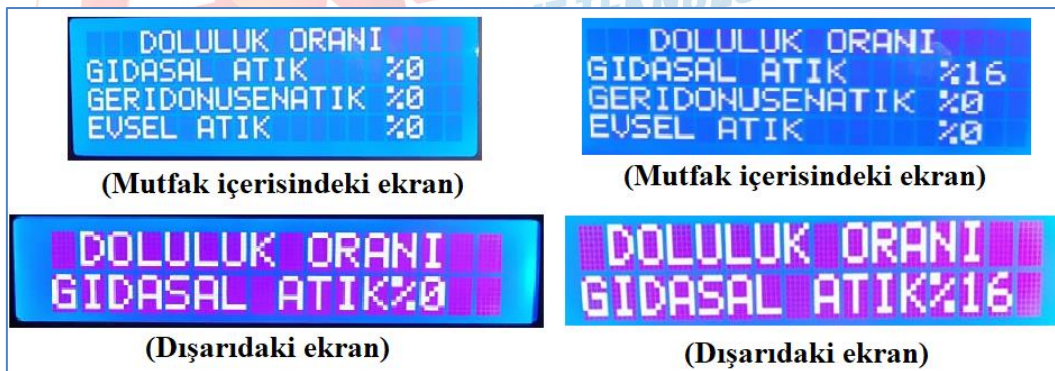 DOLULUK ORANI
GIDASAL ATIK %0
GERIDONUSENATIK %0
EVSEL ATIK %0
(Mutfak içerisindeki ekran)
DOLULUK ORANI
GIDASAL ATIK %16
GERIDONUSENATIK %0
EVSEL ATIK %0
(Mutfak içerisindeki ekran)
DOLULUK ORANI
GIDASAL ATIK%0
(Dışarıdaki ekran)
DOLULUK ORANI
GIDASAL ATIK%16
(Dışarıdaki ekran)